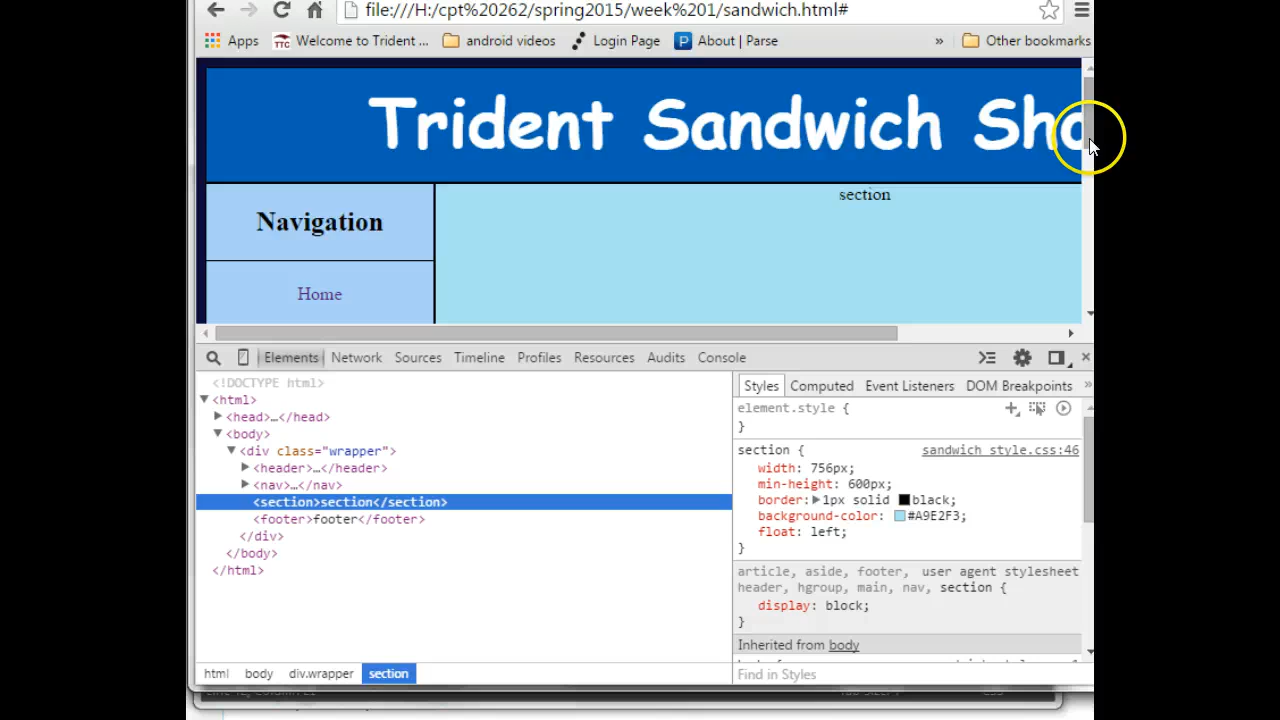 file:///H:/cpt%20262/spring2015/week%201/sandwich.html#
Apps Welcome to Trident ... android videos Login Page P About | Parse » Other bookmarks
Trident Sandwich Sho
Navigation
section
Home
Elements Network Sources Timeline Profiles Resources Audits Console
<!DOCTYPE html>
<html>
<head>…</head>
<body>
<div class="wrapper">
<header>…</header>
<nav>…</nav>
<section>section</section>
<footer>footer</footer>
</div>
</body>
</html>
html body div.wrapper section
Styles Computed Event Listeners DOM Breakpoints »
element.style {
}
section { sandwich style.css:46
width: 756px;
min-height: 600px;
border: 1px solid black;
background-color: #A9E2F3;
float: left;
}
article, aside, footer, user agent stylesheet
header, hgroup, main, nav, section {
display: block;
}
Inherited from body
Find in Styles